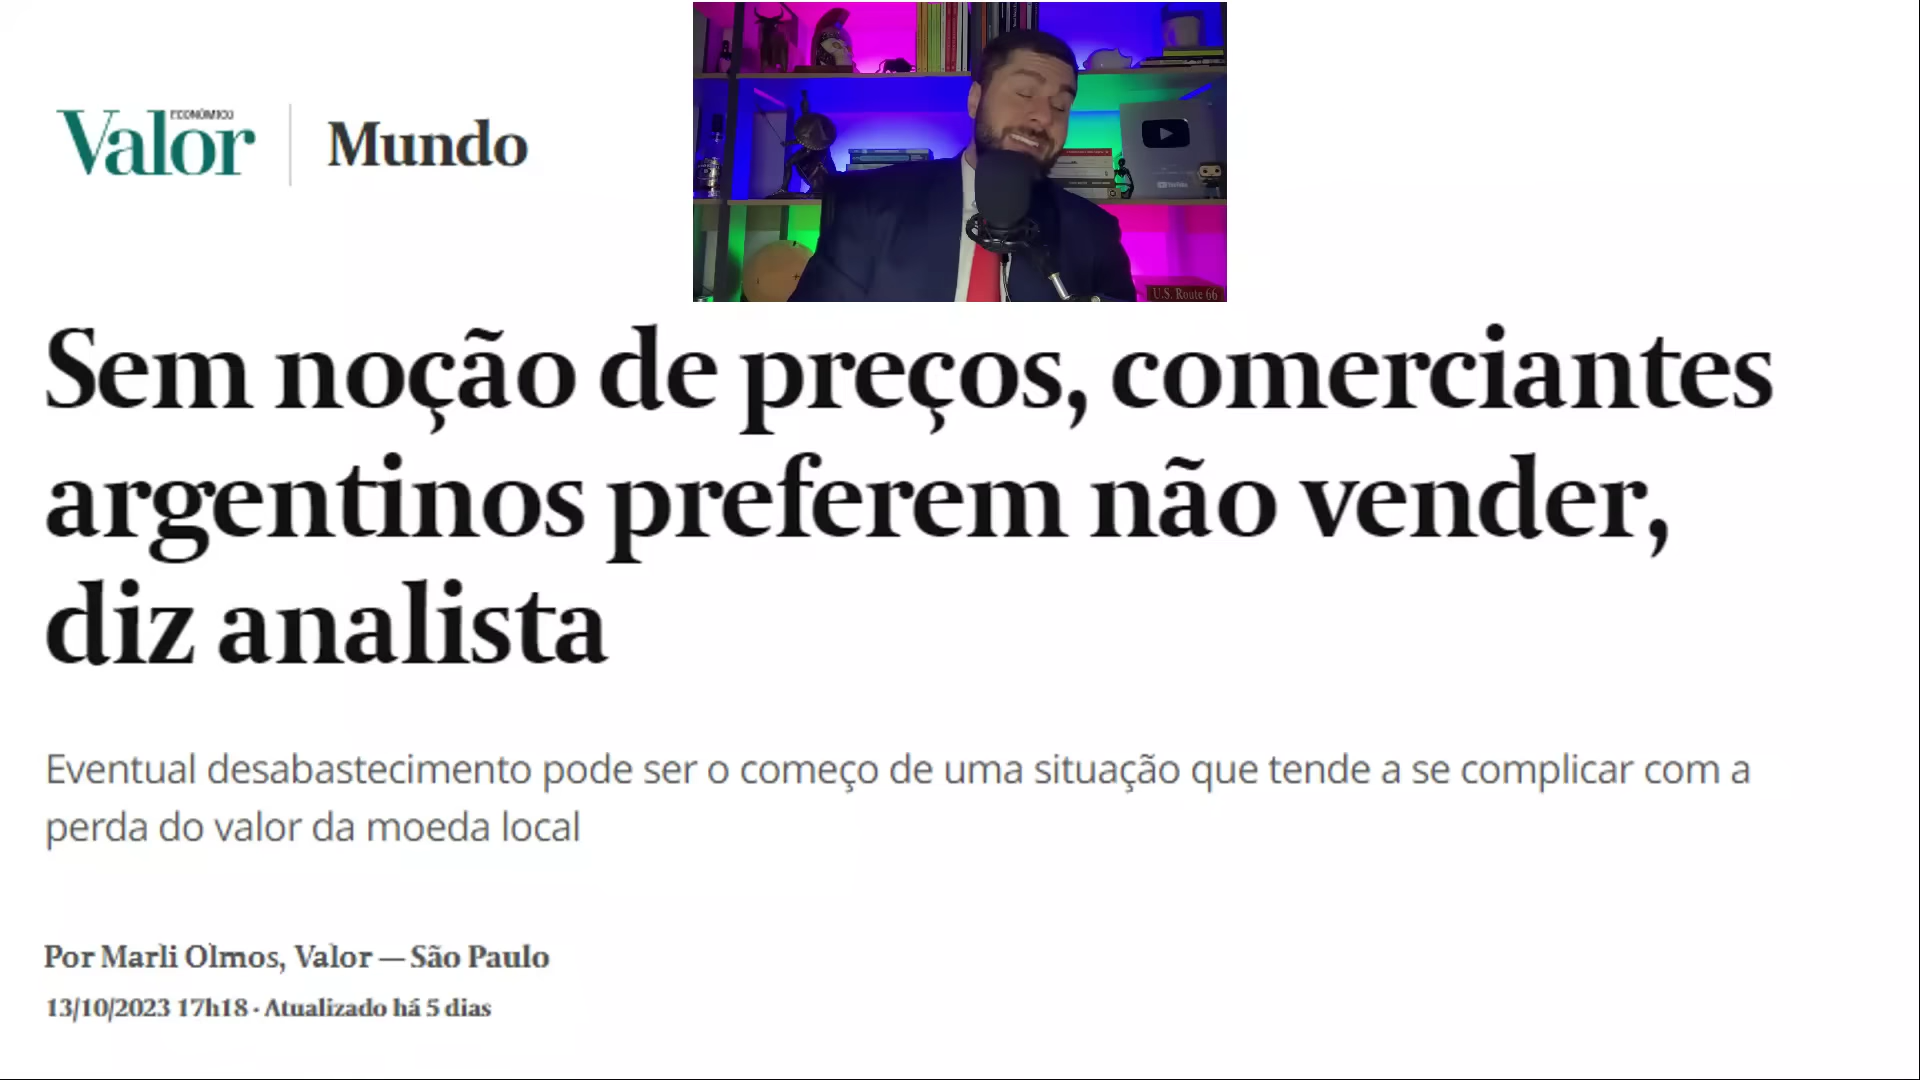 Valor ECONÔMICO
Mundo
YouTube
U.S. Route 66
Sem noção de preços, comerciantes
argentinos preferem não vender,
diz analista
Eventual desabastecimento pode ser o começo de uma situação que tende a se complicar com a
perda do valor da moeda local
Por Marli Olmos, Valor — São Paulo
13/10/2023 17h18 · Atualizado há 5 dias